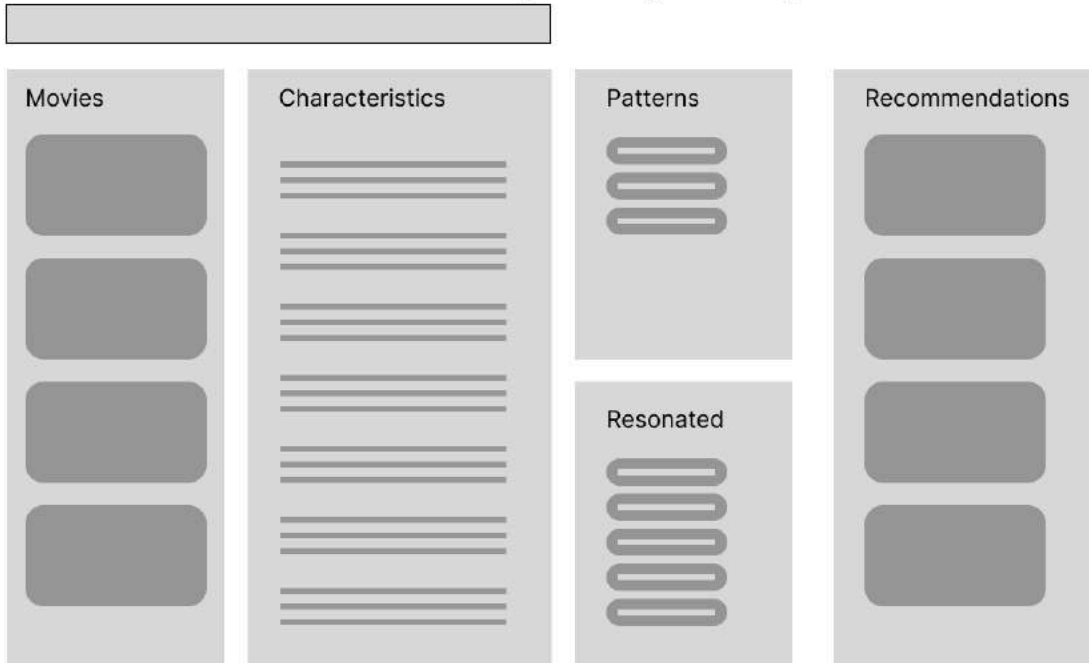 Movies
Characteristics
Patterns
Recommendations
Resonated